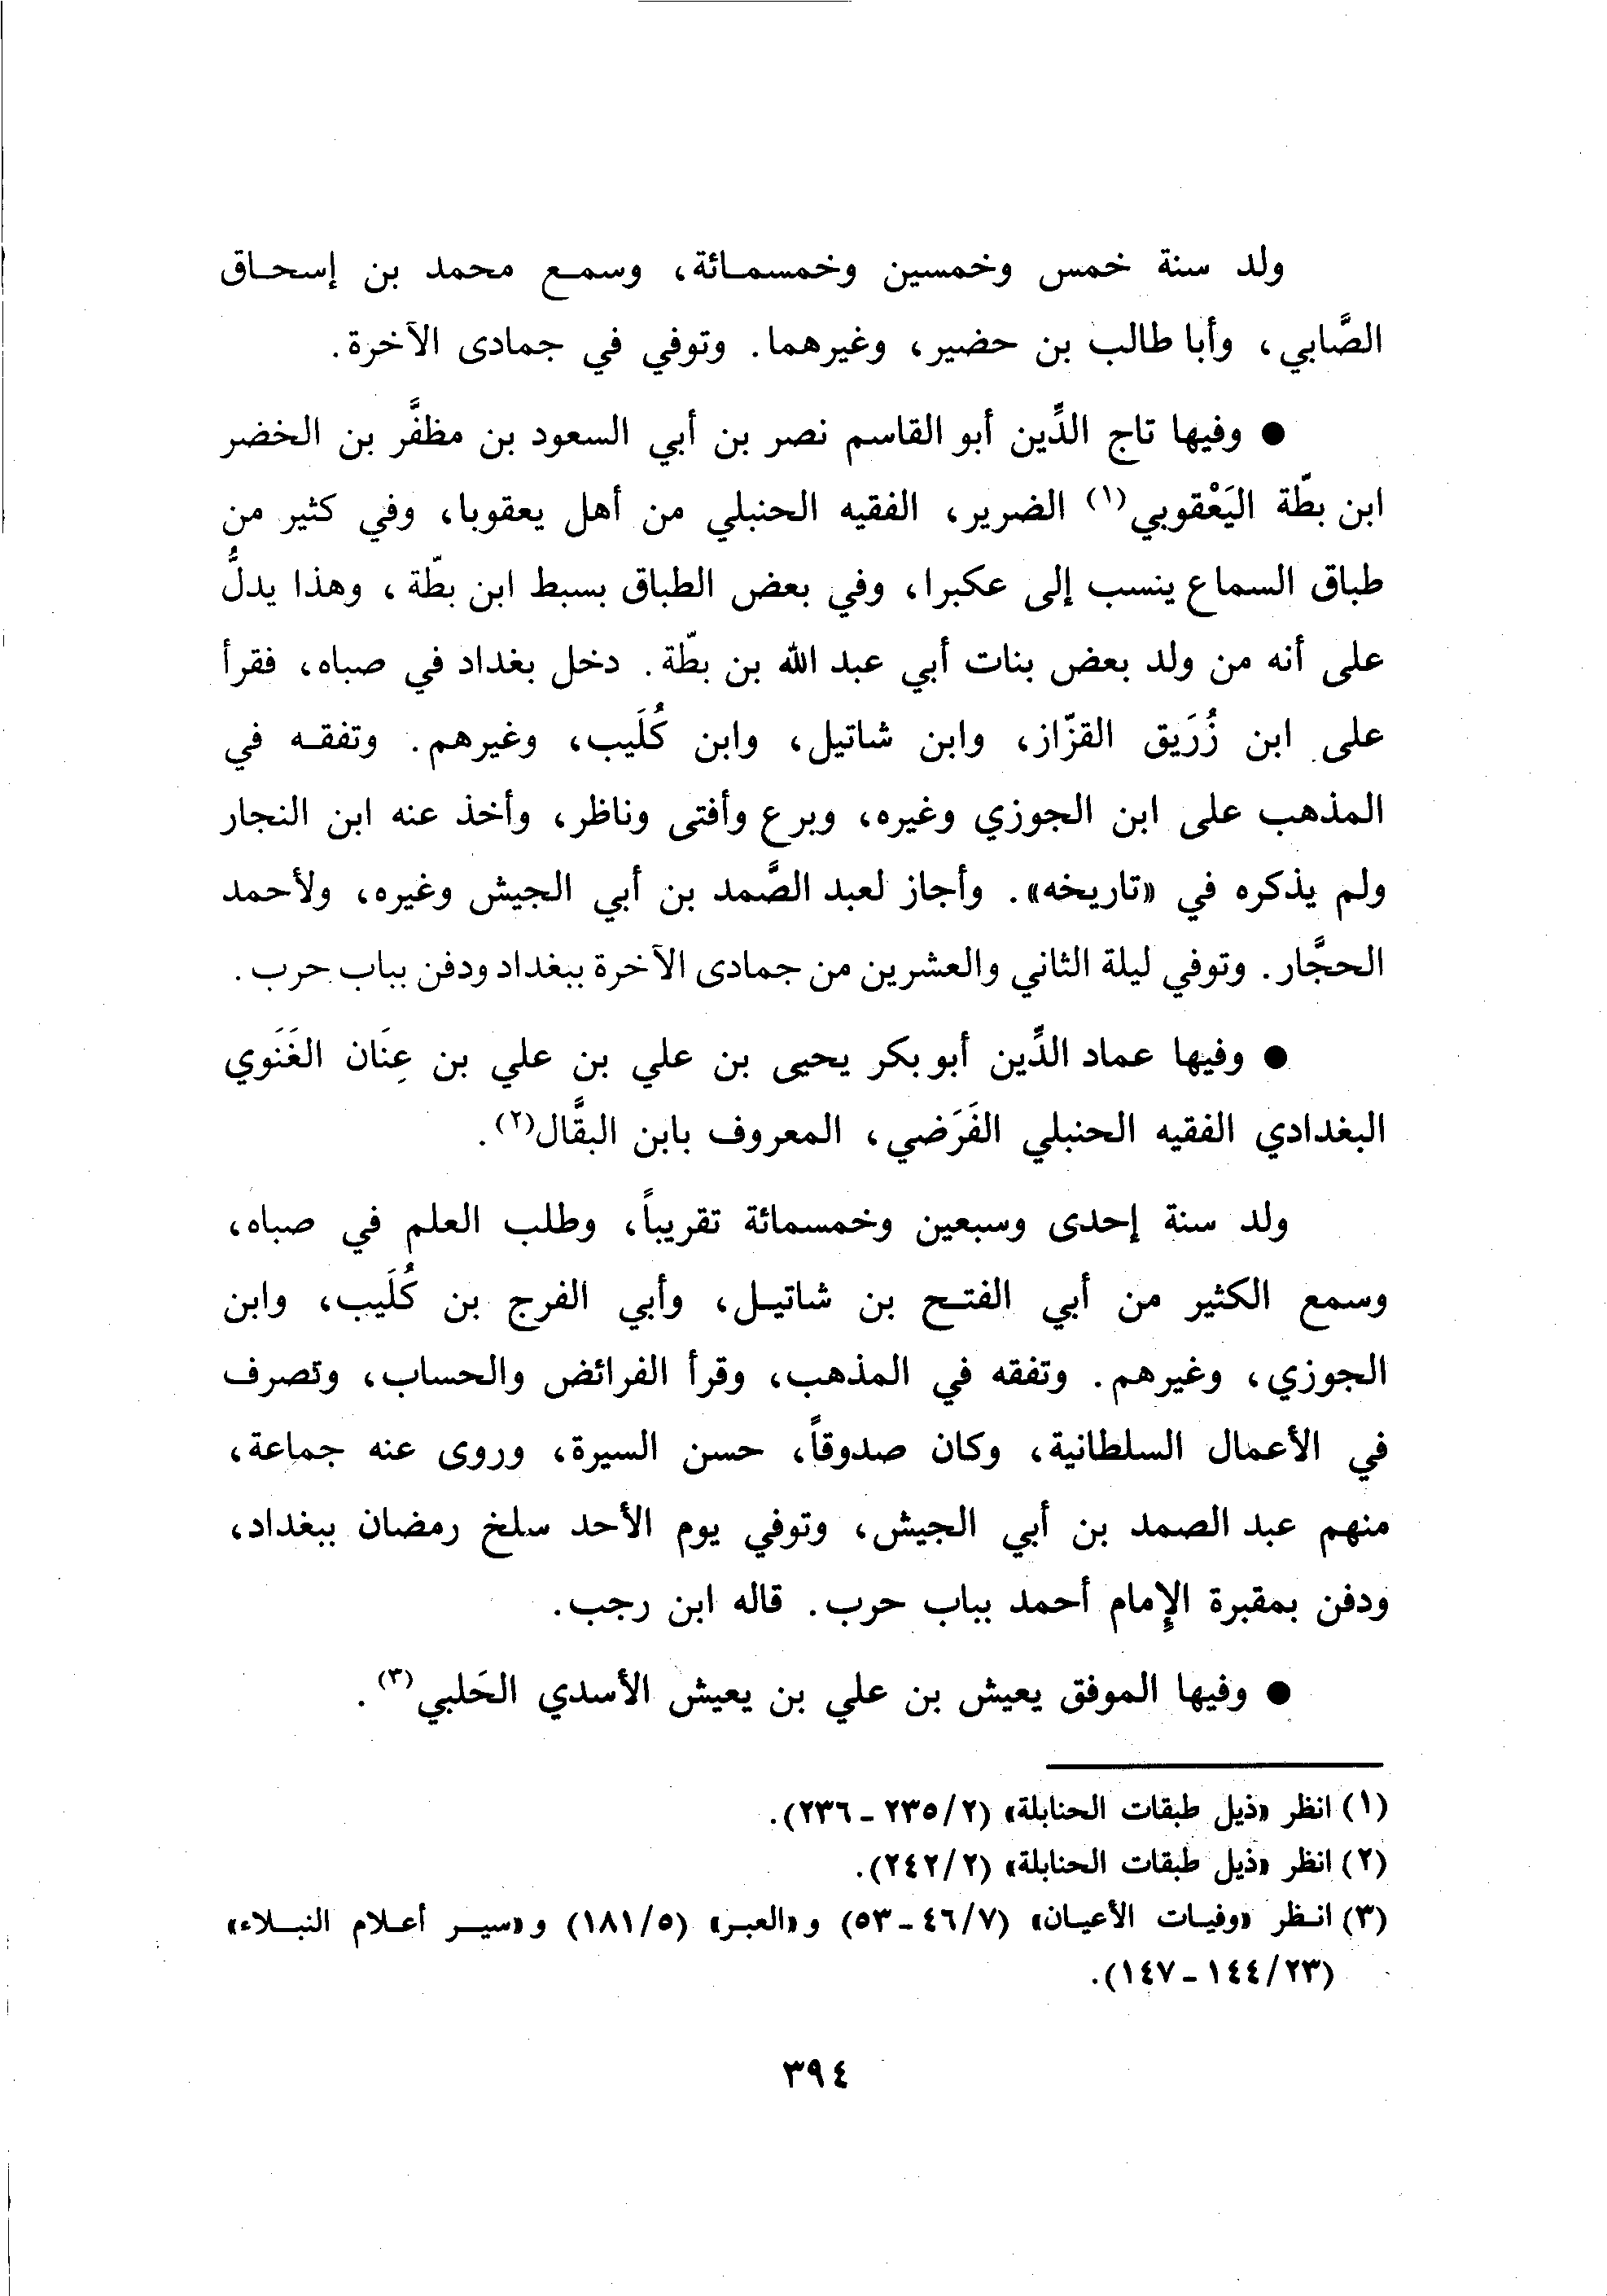 ولد سنة خمس وخمسين وخمسمائة، وسمع محمد بن إسحاق
الصَّابي، وأبا طالب بن حضير، وغيرهما. وتوفي في جمادى الآخرة.
● وفيها تاج الدِّين أبو القاسم نصر بن أبي السعود بن مظفَّر بن الخضر
ابن بطّة اليَعْقوبي(١) الضرير، الفقيه الحنبلي من أهل يعقوبا، وفي كثير من
طباق السماع ينسب إلى عكبرا، وفي بعض الطباق بسبط ابن بطّة، وهذا يدلُّ
على أنه من ولد بعض بنات أبي عبد الله بن بطّة. دخل بغداد في صباه، فقرأ
على ابن زُرَيق القزّاز، وابن شاتيل، وابن كُلَيب، وغيرهم. وتفقه في
المذهب على ابن الجوزي وغيره، وبرع وأفتى وناظر، وأخذ عنه ابن النجار
ولم يذكره في «تاريخه». وأجاز لعبد الصَّمد بن أبي الجيش وغيره، ولأحمد
الحجَّار. وتوفي ليلة الثاني والعشرين من جمادى الآخرة ببغداد ودفن بباب حرب.
● وفيها عماد الدِّين أبو بكر يحيى بن علي بن علي بن عِنَان الغَنَوي
البغدادي الفقيه الحنبلي الفَرَضي، المعروف بابن البقَّال(٢).
ولد سنة إحدى وسبعين وخمسمائة تقريباً، وطلب العلم في صباه،
وسمع الكثير من أبي الفتح بن شاتيل، وأبي الفرج بن كُلَيب، وابن
الجوزي، وغيرهم. وتفقه في المذهب، وقرأ الفرائض والحساب، وتصرف
في الأعمال السلطانية، وكان صدوقاً، حسن السيرة، وروى عنه جماعة،
منهم عبد الصمد بن أبي الجيش، وتوفي يوم الأحد سلخ رمضان ببغداد،
ودفن بمقبرة الإمام أحمد بباب حرب. قاله ابن رجب.
● وفيها الموفق يعيش بن علي بن يعيش الأسدي الحَلبي(٣).
(١) انظر «ذيل طبقات الحنابلة» (٢/ ٢٣٥ - ٢٣٦).
(٢) انظر «ذيل طبقات الحنابلة» (٢/ ٢٤٢).
(٣) انظر «وفيات الأعيان» (٧/ ٤٦ - ٥٣) و«العبر» (٥/ ١٨١) و«سير أعلام النبلاء»
(٢٣/ ١٤٤ - ١٤٧).
٣٩٤